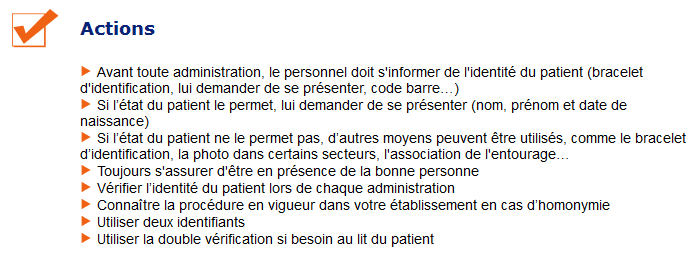 Actions
Avant toute administration, le personnel doit s'informer de l'identité du patient (bracelet
d'identification, lui demander de se présenter, code barre…)
Si l’état du patient le permet, lui demander de se présenter (nom, prénom et date de
naissance)
Si l’état du patient ne le permet pas, d’autres moyens peuvent être utilisés, comme le bracelet
d’identification, la photo dans certains secteurs, l'association de l'entourage…
Toujours s'assurer d'être en présence de la bonne personne
Vérifier l’identité du patient lors de chaque administration
Connaître la procédure en vigueur dans votre établissement en cas d’homonymie
Utiliser deux identifiants
Utiliser la double vérification si besoin au lit du patient